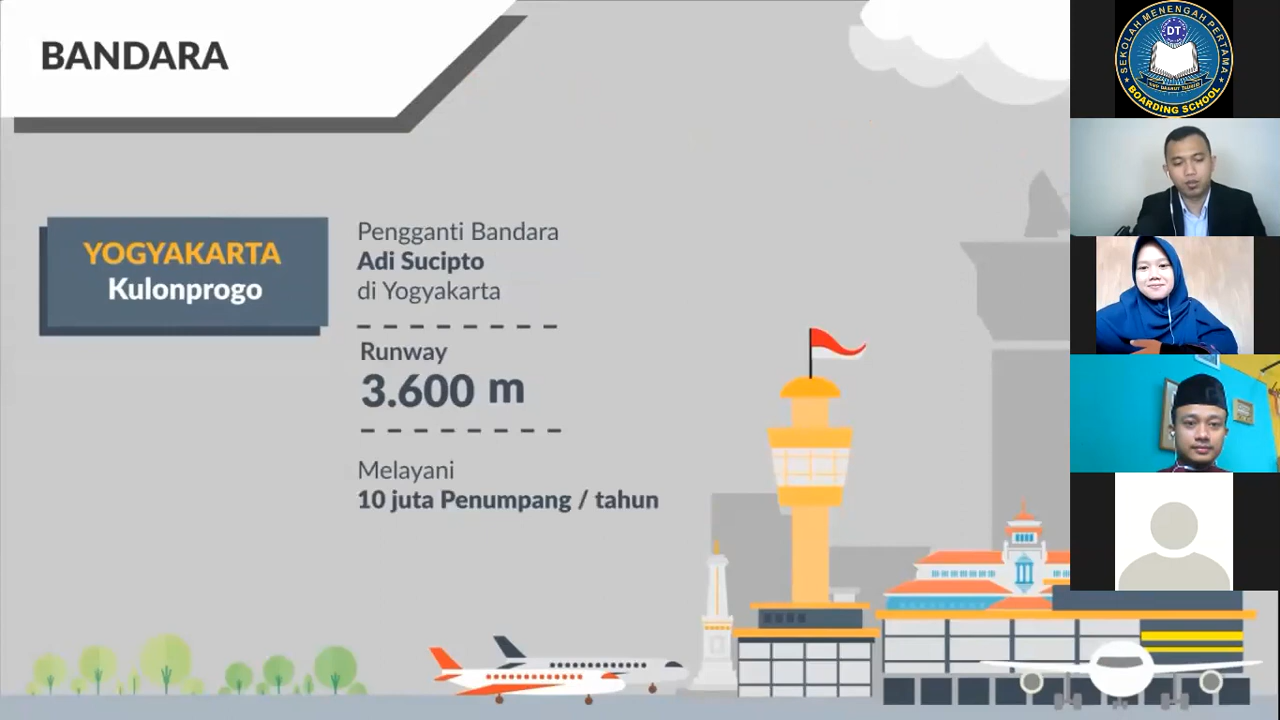 BANDARA
YOGYAKARTA
Kulonprogo
Pengganti Bandara
Adi Sucipto
di Yogyakarta
Runway
3.600 m
Melayani
10 juta Penumpang / tahun
SEKOLAH MENENGAH PERTAMA
DT
BOARDING SCHOOL